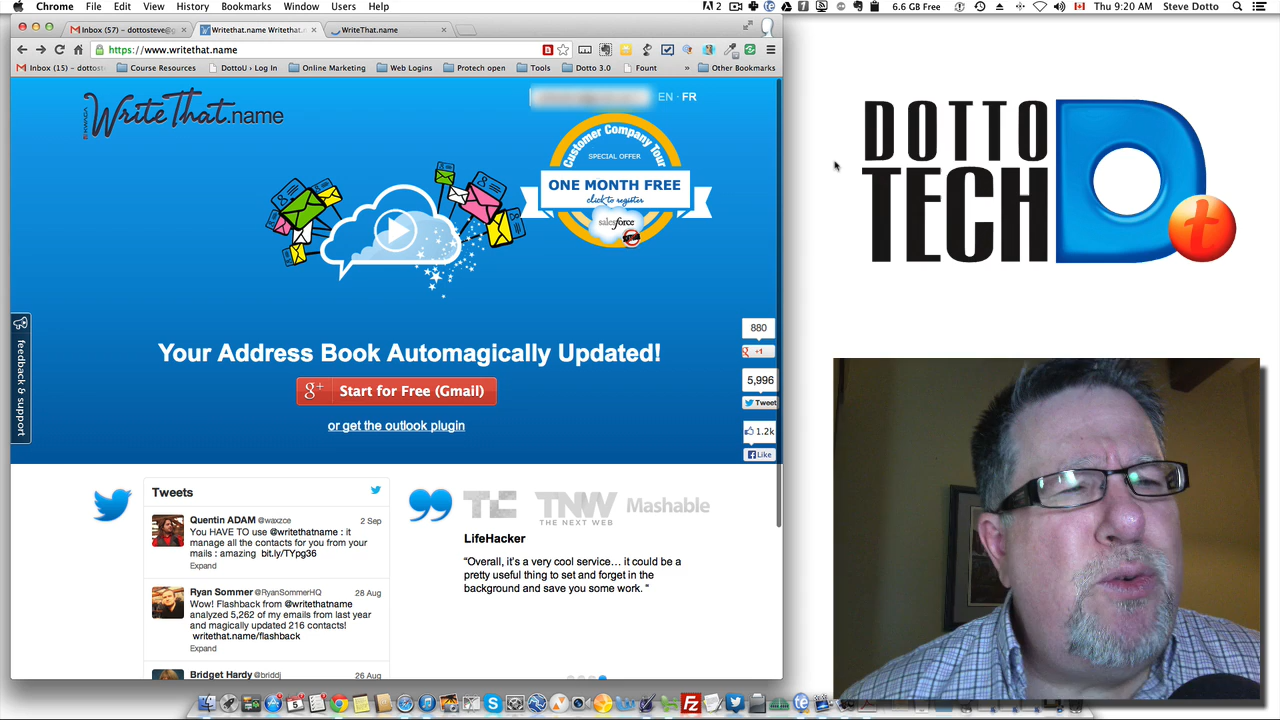 Chrome File Edit View History Bookmarks Window Users Help
2 6.6 GB Free Thu 9:20 AM Steve Dotto
Inbox (57) – dottosteve@g
Writethat.name Writethat.n
WriteThat.name
https://www.writethat.name
Inbox (15) - dottos
Course Resources
DottoU › Log In
Online Marketing
Web Logins
Protech open
Tools
Dotto 3.0
Fount
»
Other Bookmarks
WriteThat.name
EN - FR
Customer Company Tour
SPECIAL OFFER
ONE MONTH FREE
click to register
salesforce
Your Address Book Automagically Updated!
g+ Start for Free (Gmail)
or get the outlook plugin
feedback & support
880
+1
5,996
Tweet
1.2k
Like
Tweets
Quentin ADAM @waxzce 2 Sep
You HAVE TO use @writethatname : it
manage all the contacts for you from your
mails : amazing bit.ly/TYpg36
Expand
Ryan Sommer @RyanSommerHQ 28 Aug
Wow! Flashback from @writethatname
analyzed 5,262 of my emails from last year
and magically updated 216 contacts!
writethat.name/flashback
Expand
Bridget Hardy @briddj 26 Aug
TC TNW Mashable
THE NEXT WEB
LifeHacker
“Overall, it's a very cool service… it could be a
pretty useful thing to set and forget in the
background and save you some work. “
DOTTO
TECH
D
t